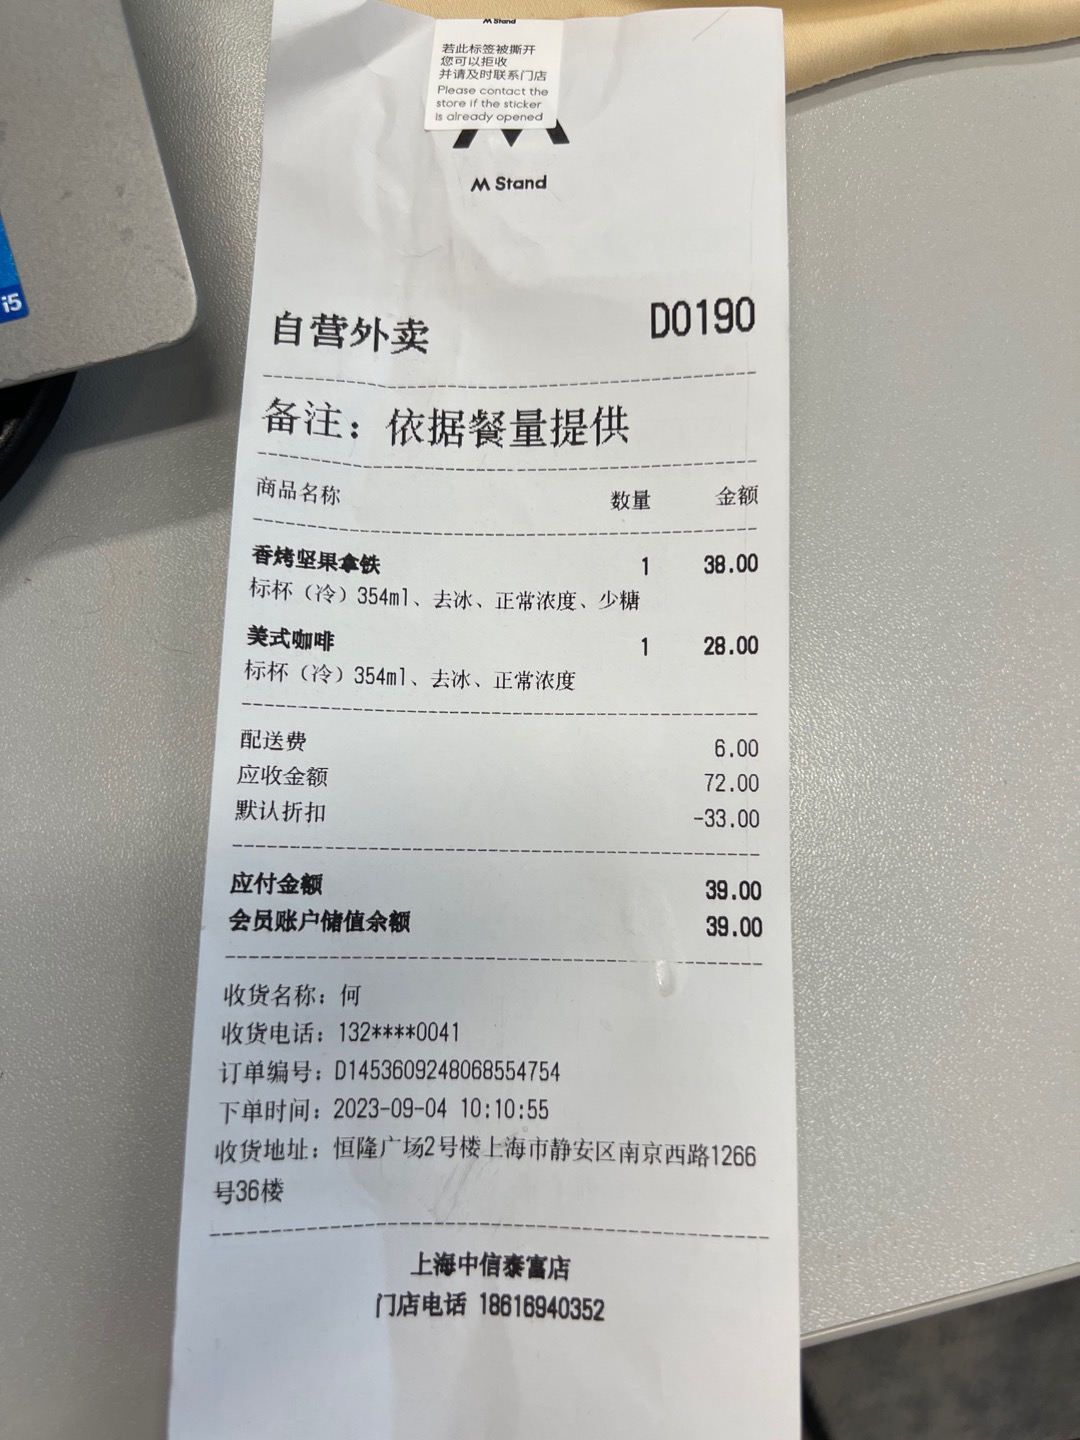 M Stand
若此标签被撕开
您可以拒收
并请及时联系门店
Please contact the
store if the sticker
is already opened
M Stand
i5
自营外卖 D0190
备注：依据餐量提供
商品名称 数量 金额
香烤坚果拿铁 1 38.00
标杯（冷）354ml、去冰、正常浓度、少糖
美式咖啡 1 28.00
标杯（冷）354ml、去冰、正常浓度
配送费 6.00
应收金额 72.00
默认折扣 -33.00
应付金额 39.00
会员账户储值余额 39.00
收货名称：何
收货电话：132****0041
订单编号：D1453609248068554754
下单时间：2023-09-04 10:10:55
收货地址：恒隆广场2号楼上海市静安区南京西路1266
号36楼
上海中信泰富店
门店电话 18616940352